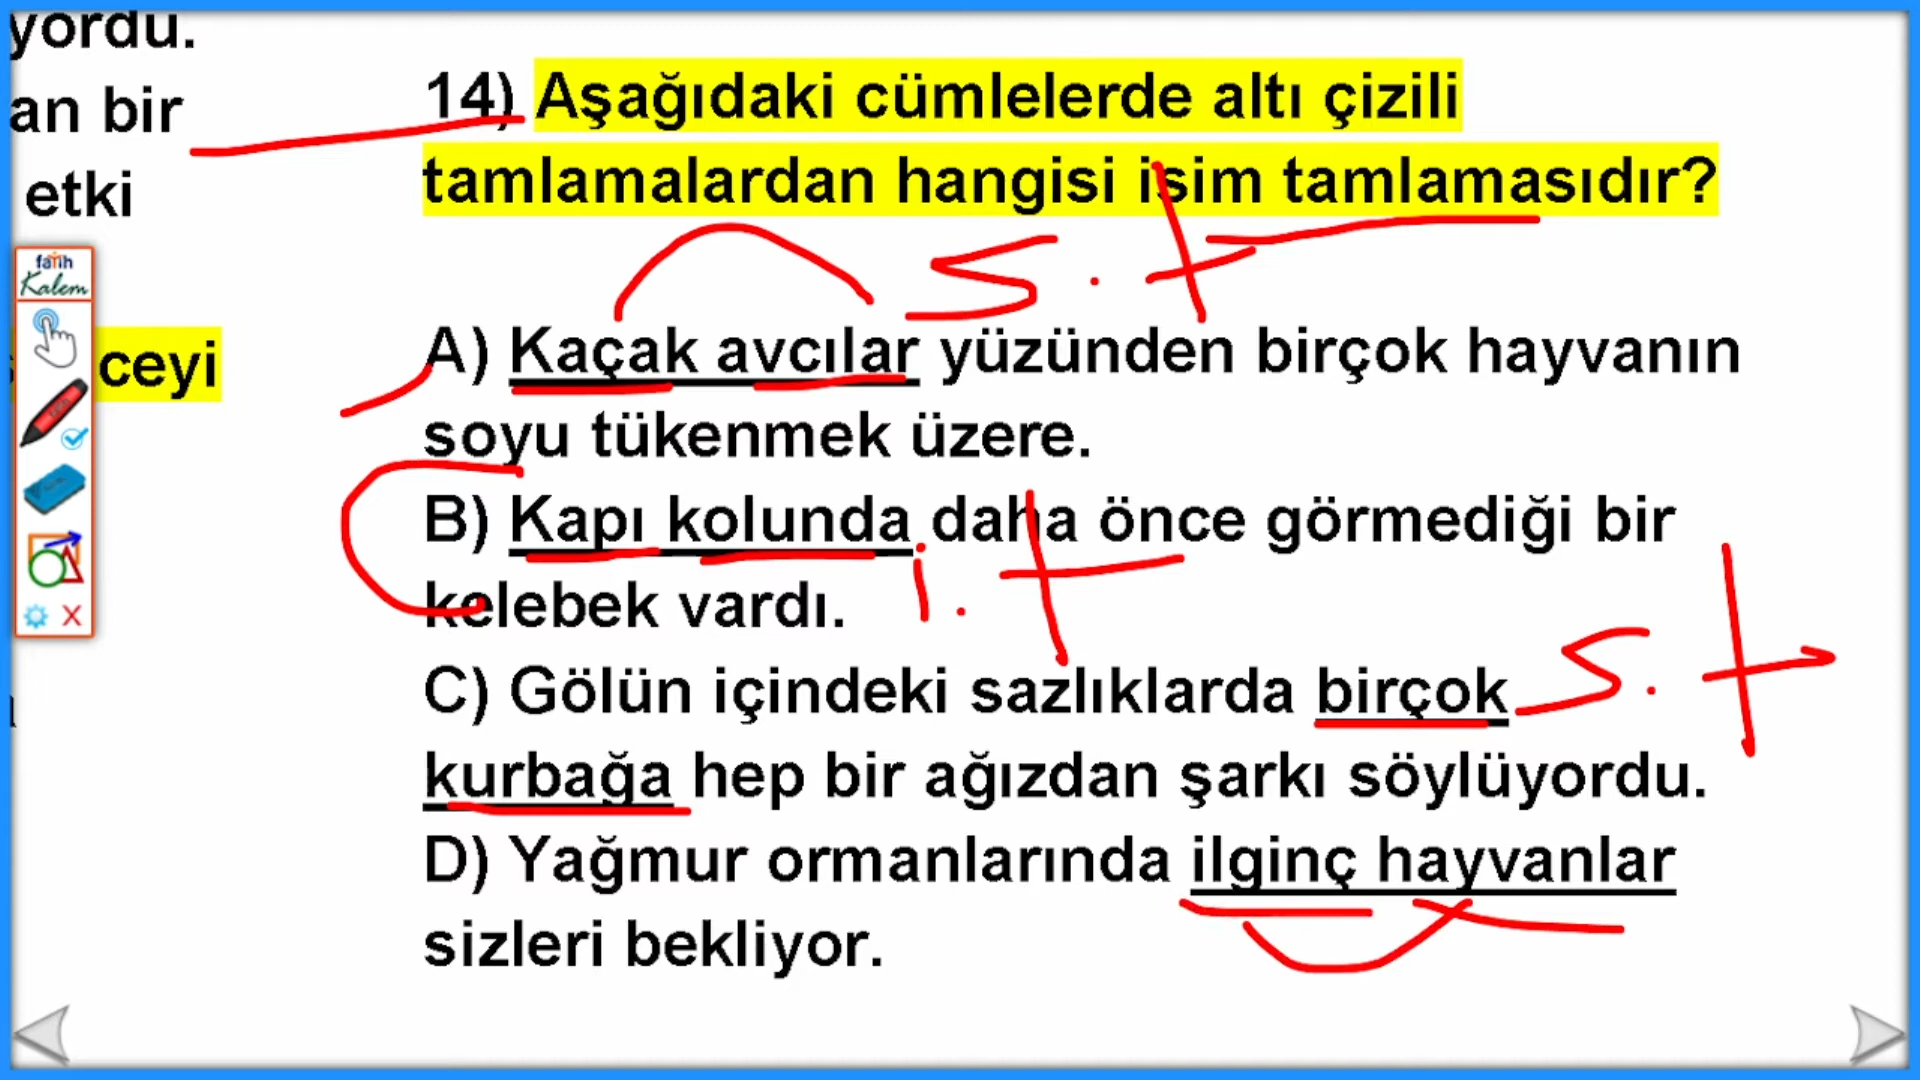 yordu.
an bir
etki
ceyi
fatih
Kalem
14) Aşağıdaki cümlelerde altı çizili
tamlamalardan hangisi isim tamlamasıdır?
s.t
A) Kaçak avcılar yüzünden birçok hayvanın
soyu tükenmek üzere.
B) Kapı kolunda daha önce görmediği bir
kelebek vardı.
i.t
C) Gölün içindeki sazlıklarda birçok
s.t
kurbağa hep bir ağızdan şarkı söylüyordu.
D) Yağmur ormanlarında ilginç hayvanlar
sizleri bekliyor.